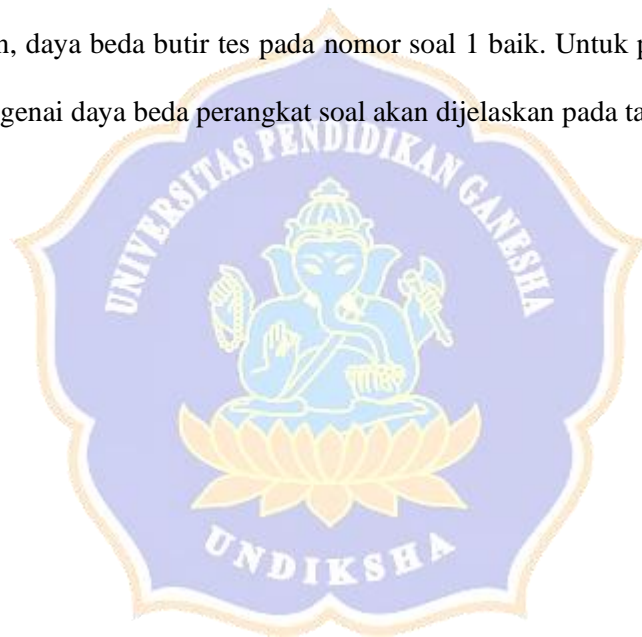 n, daya beda butir tes pada nomor soal 1 baik. Untuk p
genai daya beda perangkat soal akan dijelaskan pada ta
UNIVERSITAS PENDIDIKAN GANESHA
UNDIKSHA